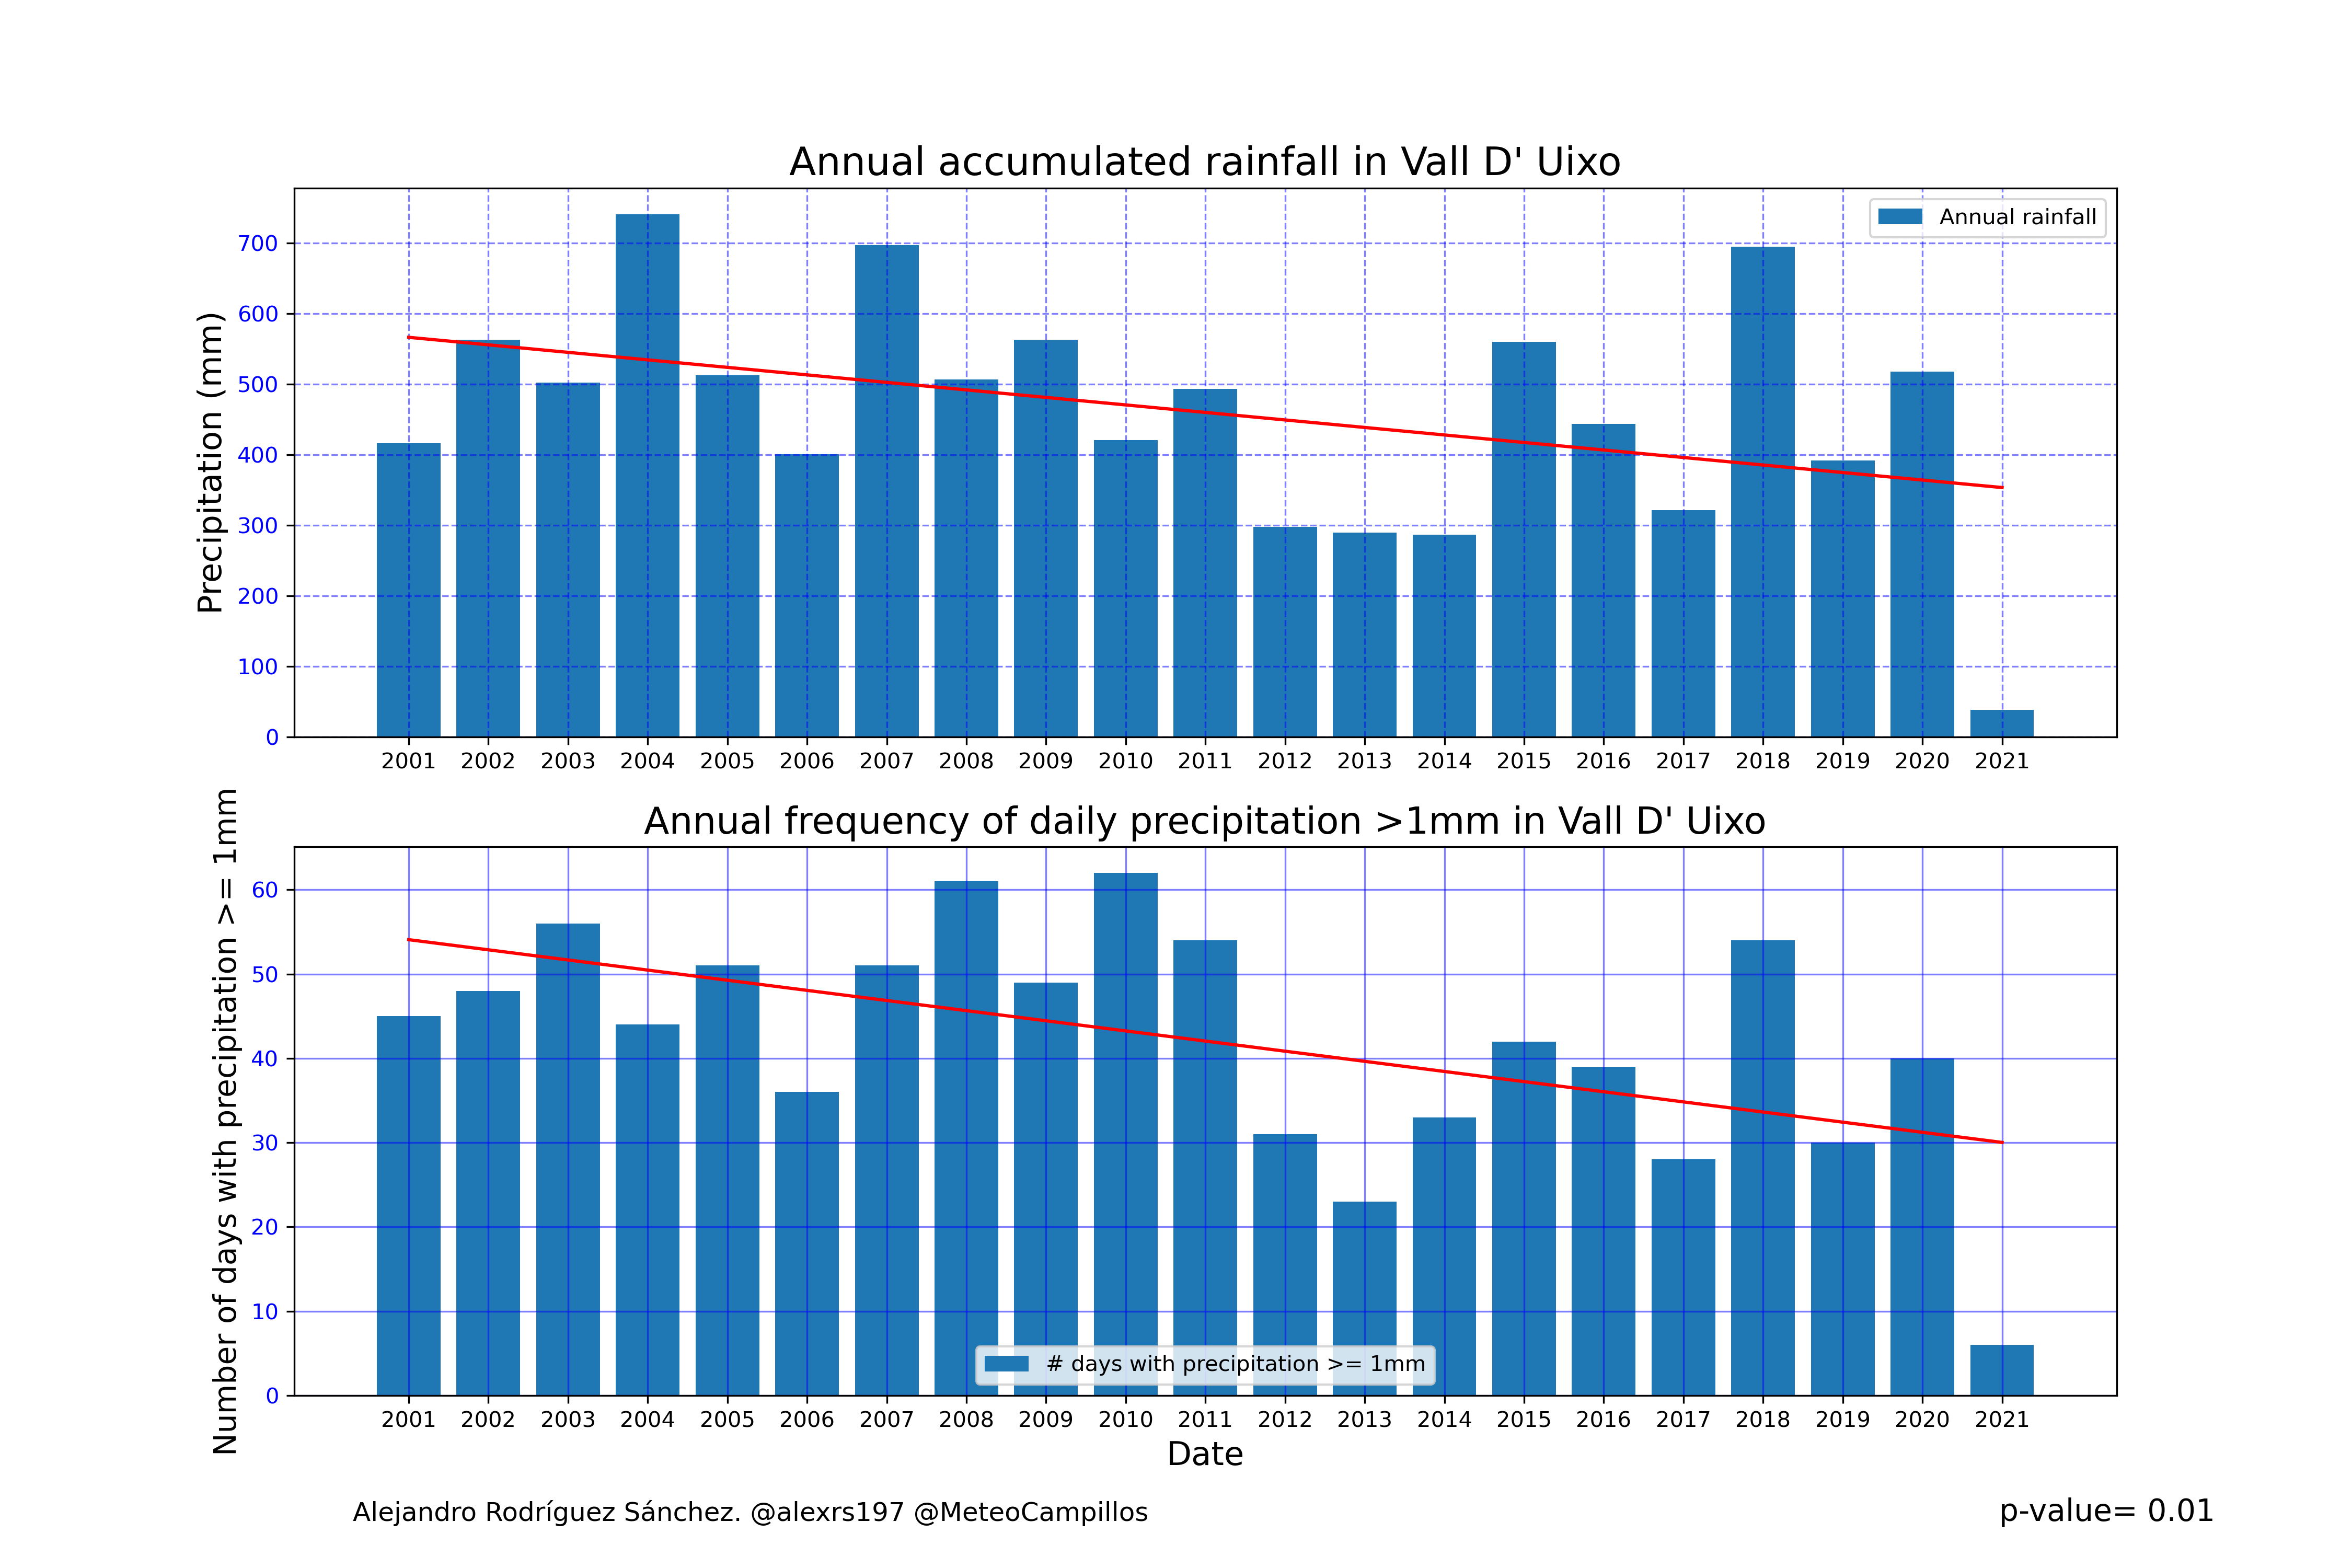 Annual accumulated rainfall in Vall D' Uixo
Precipitation (mm)
Annual rainfall
700
600
500
400
300
200
100
0
2001 2002 2003 2004 2005 2006 2007 2008 2009 2010 2011 2012 2013 2014 2015 2016 2017 2018 2019 2020 2021
Annual frequency of daily precipitation >1mm in Vall D' Uixo
Number of days with precipitation >= 1mm
60
50
40
30
20
10
0
# days with precipitation >= 1mm
2001 2002 2003 2004 2005 2006 2007 2008 2009 2010 2011 2012 2013 2014 2015 2016 2017 2018 2019 2020 2021
Date
Alejandro Rodríguez Sánchez. @alexrs197 @MeteoCampillos
p-value= 0.01